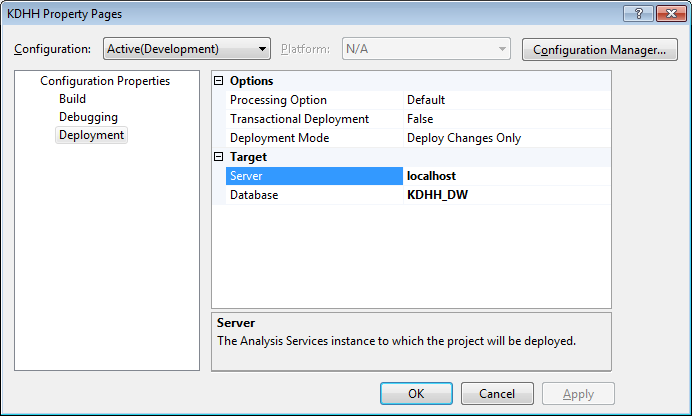 KDHH Property Pages
Configuration: Active(Development) Platform: N/A Configuration Manager...
Configuration Properties
Build
Debugging
Deployment
Options
Processing Option Default
Transactional Deployment False
Deployment Mode Deploy Changes Only
Target
Server localhost
Database KDHH_DW
Server
The Analysis Services instance to which the project will be deployed.
OK Cancel Apply